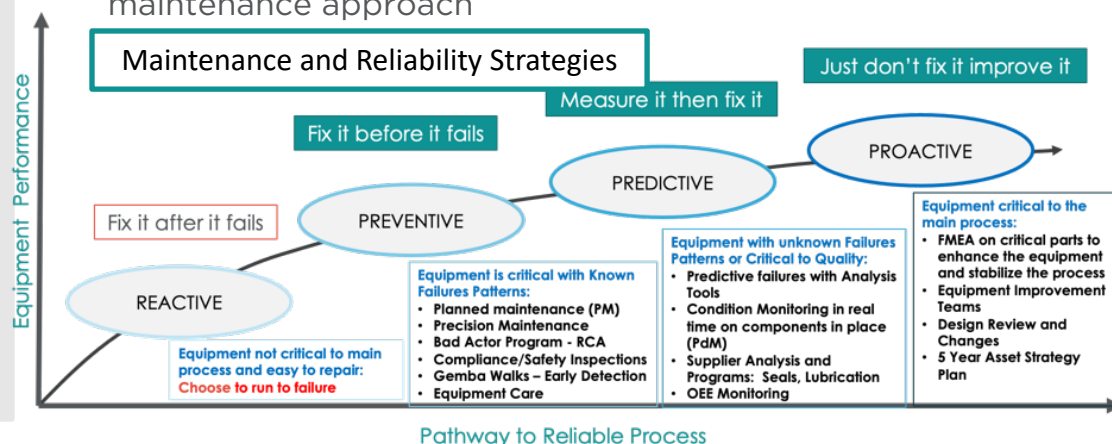 maintenance approach
Maintenance and Reliability Strategies
Just don't fix it improve it
Measure it then fix it
Fix it before it fails
Fix it after it fails
PROACTIVE
PREDICTIVE
PREVENTIVE
REACTIVE
Equipment Performance
Equipment not critical to main
process and easy to repair:
Choose to run to failure
Equipment is critical with Known
Failures Patterns:
• Planned maintenance (PM)
• Precision Maintenance
• Bad Actor Program - RCA
• Compliance/Safety Inspections
• Gemba Walks – Early Detection
• Equipment Care
Equipment with unknown Failures
Patterns or Critical to Quality:
• Predictive failures with Analysis
Tools
• Condition Monitoring in real
time on components in place
(PdM)
• Supplier Analysis and
Programs: Seals, Lubrication
• OEE Monitoring
Equipment critical to the
main process:
• FMEA on critical parts to
enhance the equipment
and stabilize the process
• Equipment Improvement
Teams
• Design Review and
Changes
• 5 Year Asset Strategy
Plan
Pathway to Reliable Process